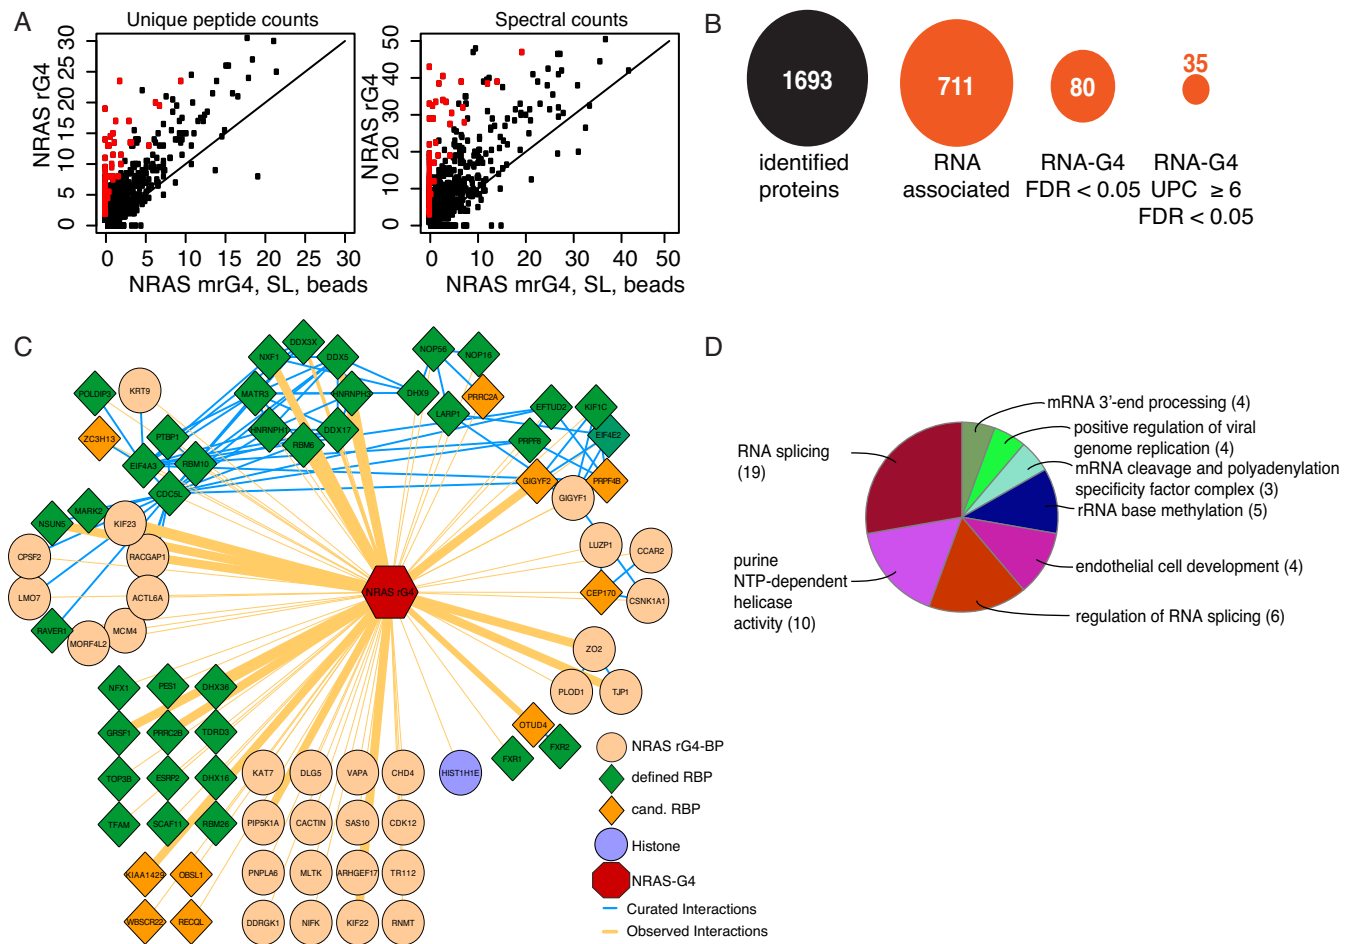 A
Unique peptide counts
NRAS rG4
30
25
20
15
10
5
0
0 5 10 15 20 25 30
NRAS mrG4, SL, beads
Spectral counts
NRAS rG4
50
40
30
20
10
0
0 10 20 30 40 50
NRAS mrG4, SL, beads
B
1693
identified
proteins
711
RNA
associated
80
RNA-G4
FDR < 0.05
35
RNA-G4
UPC ≥ 6
FDR < 0.05
C
POLDIP3
KRT9
ZC3H13
PTBP1
EIF4A3
RBM10
CDC5L
MARK2
NSUN5
KIF23
CPSF2
RACGAP1
LMO7
ACTL6A
RAVER1
MORF4L2
MCM4
NXF1
DDX3X
DDX5
MATR3
HNRNPH1
DDX17
RBM6
NOP56
NOP16
DHX9
PRRC2A
LARP1
EFTUD2
KIF1C
PRPF8
EIF4E2
GIGYF2
PRPF4B
GIGYF1
LUZP1
CCAR2
CEP170
CSNK1A1
NRAS rG4
ZO2
PLOD1
TJP1
OTUD4
FXR1
FXR2
NFX1
PES1
DHX36
GRSF1
PRRC2B
TDRD3
TOP3B
ESRP2
DHX16
TFAM
SCAF11
RBM26
KIAA1429
OBSL1
WBSCR22
RECQL
KAT7
DLG5
VAPA
CHD4
PIP5K1A
CACTIN
SAS10
CDK12
PNPLA6
MLTK
ARHGEF17
TR112
DDRGK1
NIFK
KIF22
RNMT
HIST1H1E
NRAS rG4-BP
defined RBP
cand. RBP
Histone
NRAS-G4
Curated Interactions
Observed Interactions
D
mRNA 3'-end processing (4)
positive regulation of viral
genome replication (4)
mRNA cleavage and polyadenylation
specificity factor complex (3)
rRNA base methylation (5)
endothelial cell development (4)
regulation of RNA splicing (6)
purine
NTP-dependent
helicase
activity (10)
RNA splicing
(19)